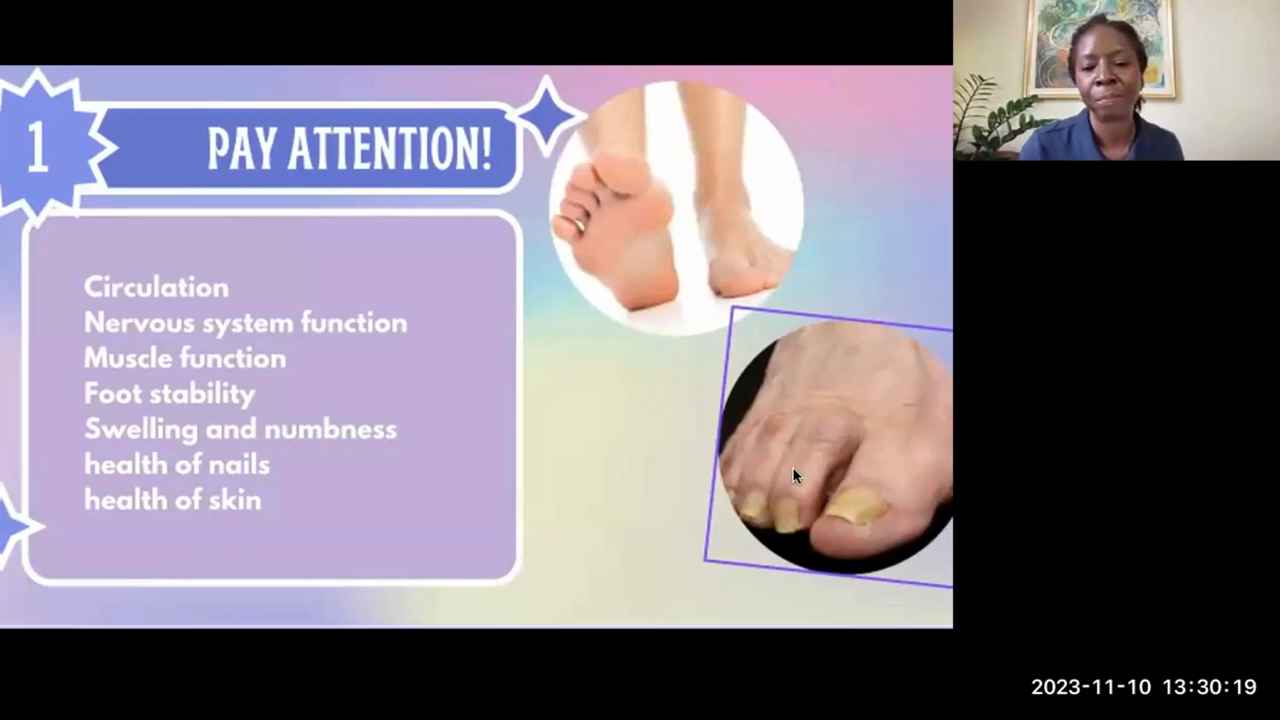 1
PAY ATTENTION!
Circulation
Nervous system function
Muscle function
Foot stability
Swelling and numbness
health of nails
health of skin
2023-11-10 13:30:19